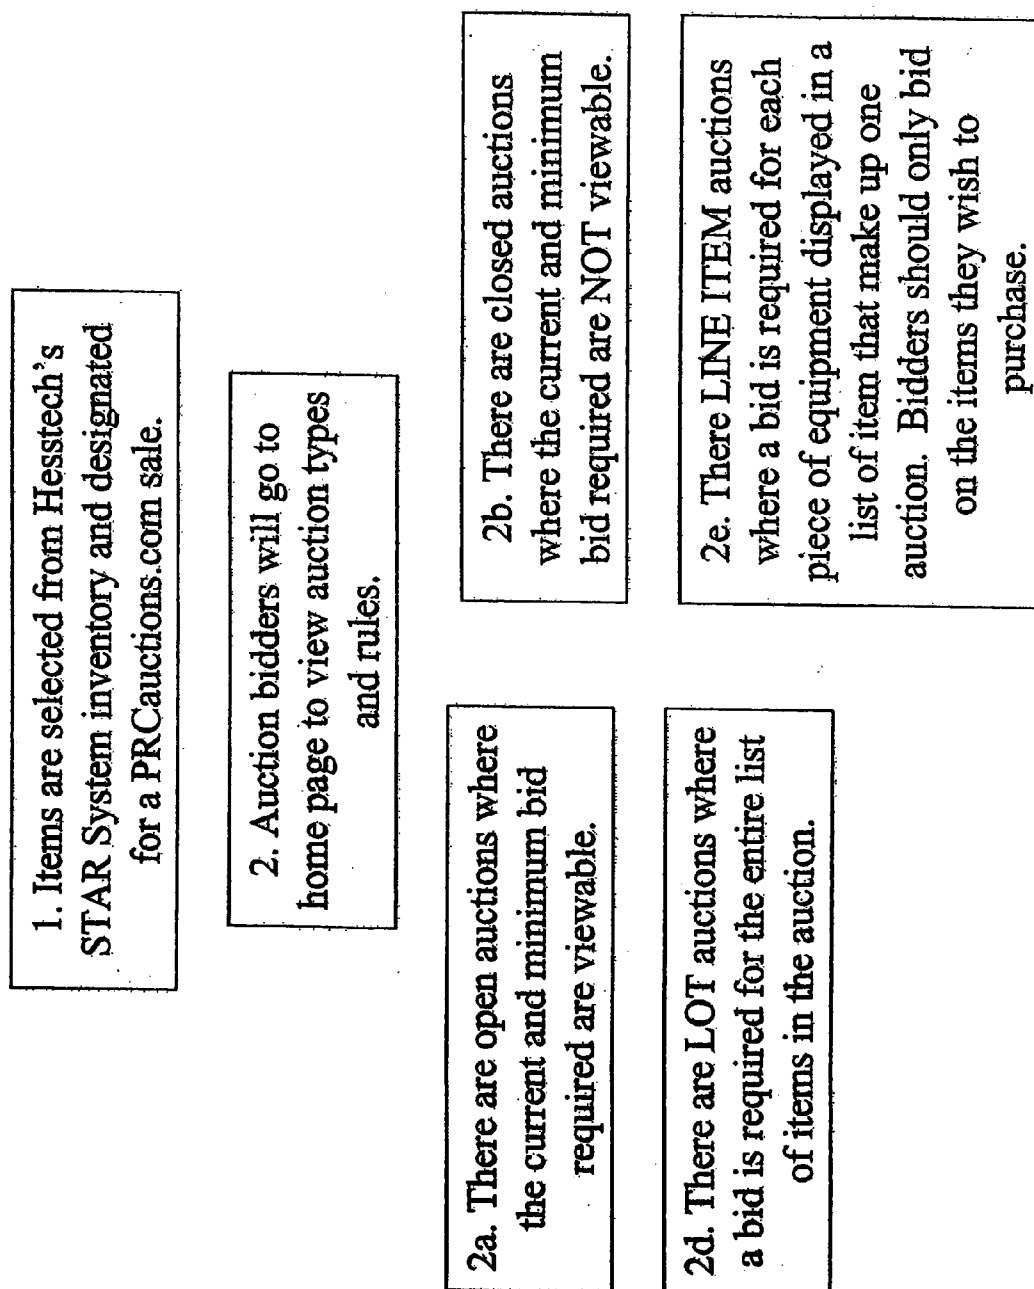 1. Items are selected from Hesstech's
STAR System inventory and designated
for a PRCauctions.com sale.
2. Auction bidders will go to
home page to view auction types
and rules.
2a. There are open auctions where
the current and minimum bid
required are viewable.
2b. There are closed auctions
where the current and minimum
bid required are NOT viewable.
2d. There are LOT auctions where
a bid is required for the entire list
of items in the auction.
2e. There LINE ITEM auctions
where a bid is required for each
piece of equipment displayed in a
list of item that make up one
auction. Bidders should only bid
on the items they wish to
purchase.